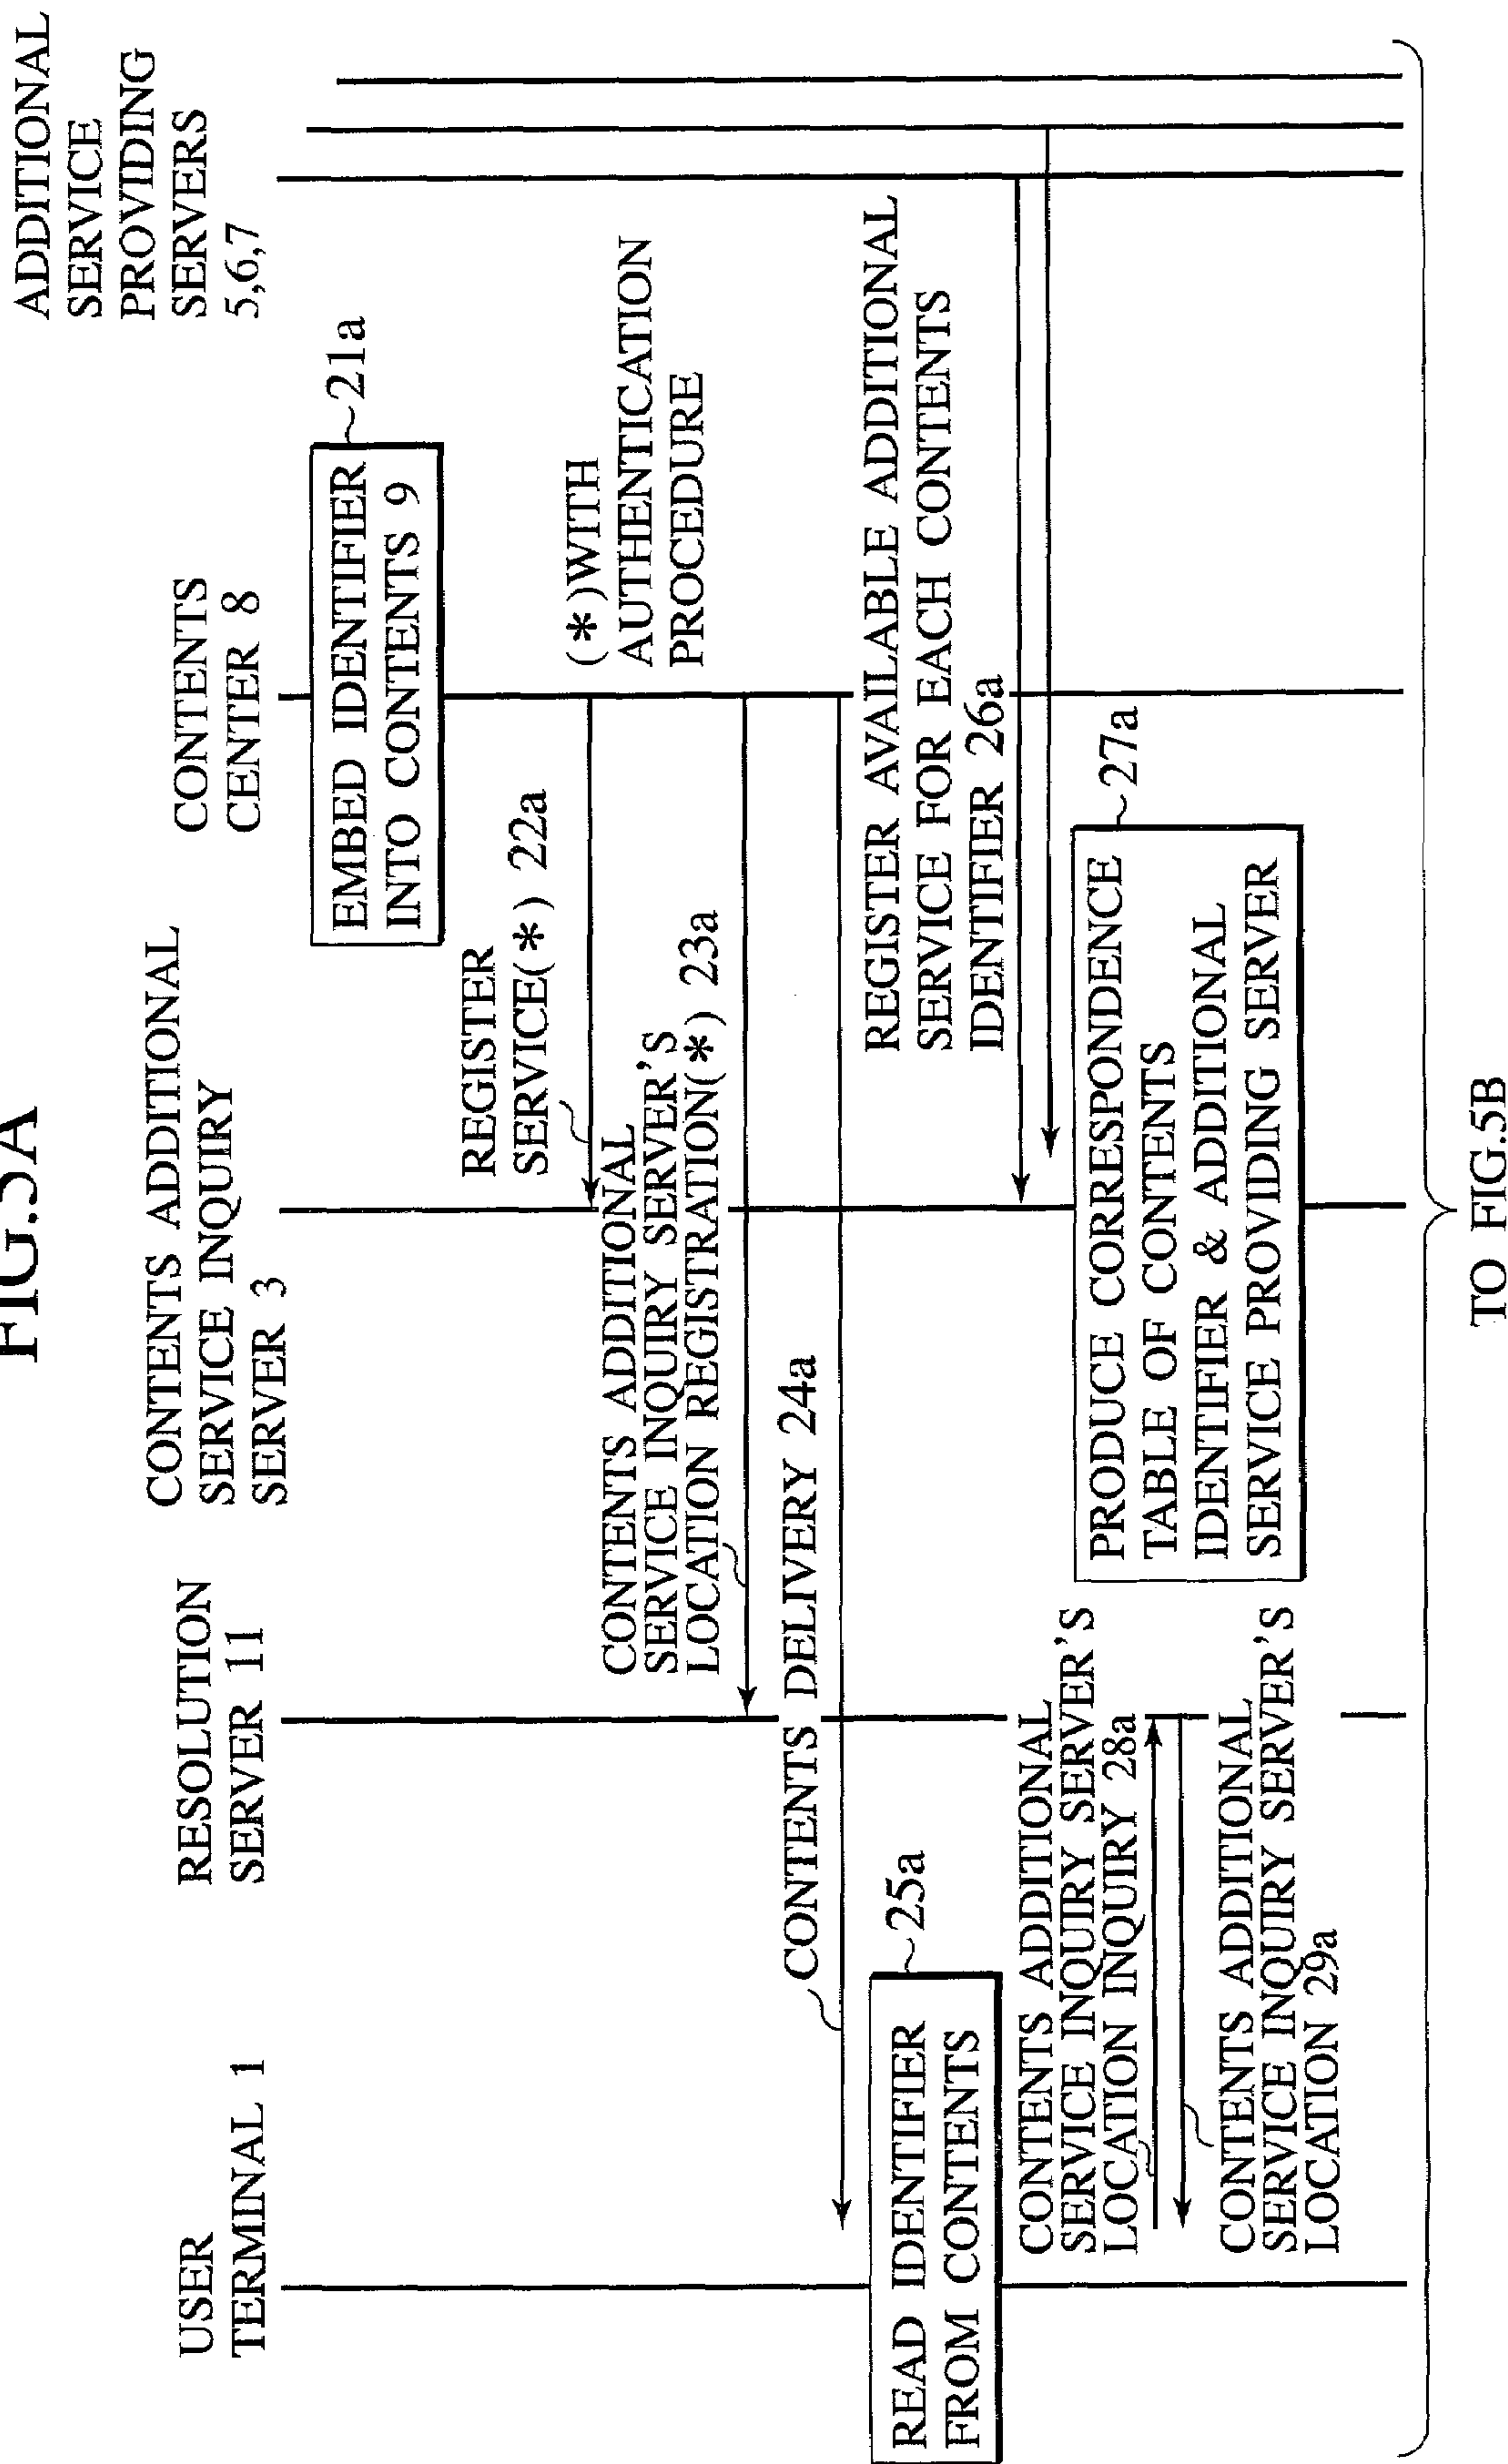 FIG.5A
USER
TERMINAL 1
RESOLUTION
SERVER 11
CONTENTS ADDITIONAL
SERVICE INQUIRY
SERVER 3
CONTENTS
CENTER 8
ADDITIONAL
SERVICE
PROVIDING
SERVERS
5,6,7
EMBED IDENTIFIER
INTO CONTENTS 9
21a
REGISTER
SERVICE(*) 22a
(*)WITH
AUTHENTICATION
PROCEDURE
CONTENTS ADDITIONAL
SERVICE INQUIRY SERVER'S
LOCATION REGISTRATION(*) 23a
CONTENTS DELIVERY 24a
READ IDENTIFIER
FROM CONTENTS
25a
REGISTER AVAILABLE ADDITIONAL
SERVICE FOR EACH CONTENTS
IDENTIFIER 26a
PRODUCE CORRESPONDENCE
TABLE OF CONTENTS
IDENTIFIER & ADDITIONAL
SERVICE PROVIDING SERVER
27a
CONTENTS ADDITIONAL
SERVICE INQUIRY SERVER'S
LOCATION INQUIRY 28a
CONTENTS ADDITIONAL
SERVICE INQUIRY SERVER'S
LOCATION 29a
TO FIG.5B